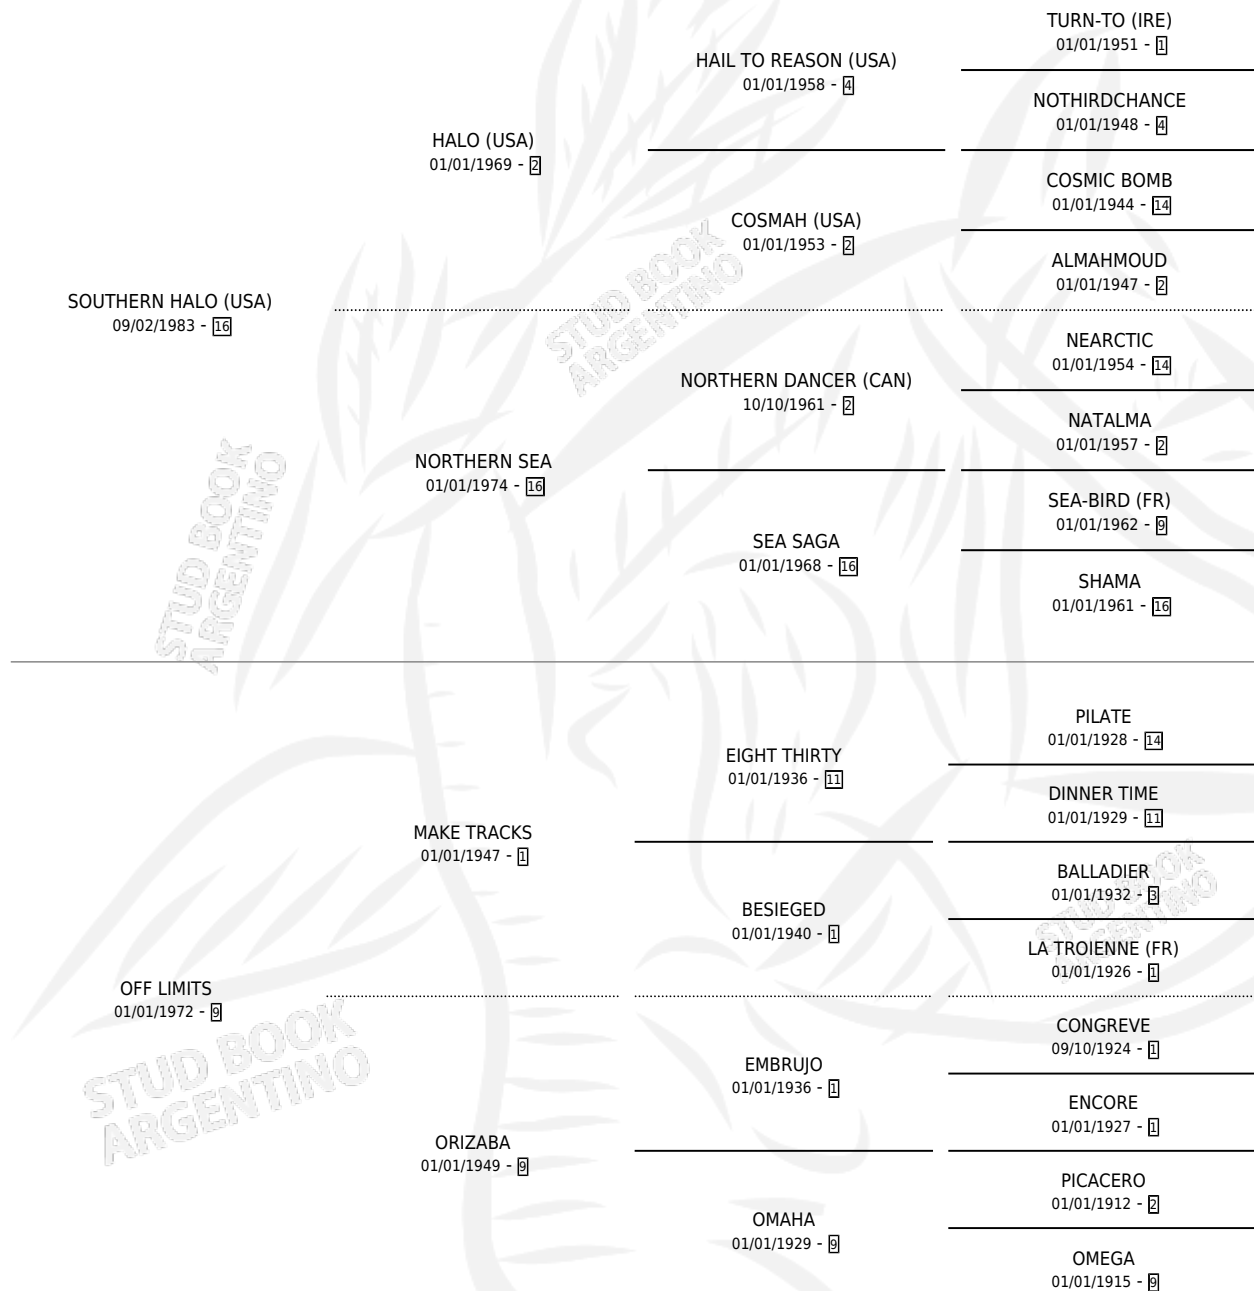 TURN-TO (IRE)
01/01/1951 - 1
HAIL TO REASON (USA)
01/01/1958 - 4
NOTHIRDCHANCE
01/01/1948 - 4
HALO (USA)
01/01/1969 - 2
COSMIC BOMB
01/01/1944 - 14
COSMAH (USA)
01/01/1953 - 2
ALMAHMOUD
01/01/1947 - 2
SOUTHERN HALO (USA)
09/02/1983 - 16
STUD BOOK
ARGENTINO
NEARCTIC
01/01/1954 - 14
NORTHERN DANCER (CAN)
10/10/1961 - 2
NATALMA
01/01/1957 - 2
NORTHERN SEA
01/01/1974 - 16
SEA-BIRD (FR)
01/01/1962 - 9
SEA SAGA
01/01/1968 - 16
SHAMA
01/01/1961 - 16
STUD BOOK
ARGENTINO
PILATE
01/01/1928 - 14
EIGHT THIRTY
01/01/1936 - 11
DINNER TIME
01/01/1929 - 11
MAKE TRACKS
01/01/1947 - 1
BALLADIER
01/01/1932 - 3
BESIEGED
01/01/1940 - 1
STUD BOOK
ARGENTINO
LA TROIENNE (FR)
01/01/1926 - 1
OFF LIMITS
01/01/1972 - 9
STUD BOOK
ARGENTINO
CONGREVE
09/10/1924 - 1
EMBRUJO
01/01/1936 - 1
ENCORE
01/01/1927 - 1
ORIZABA
01/01/1949 - 9
PICACERO
01/01/1912 - 2
OMAHA
01/01/1929 - 9
OMEGA
01/01/1915 - 9